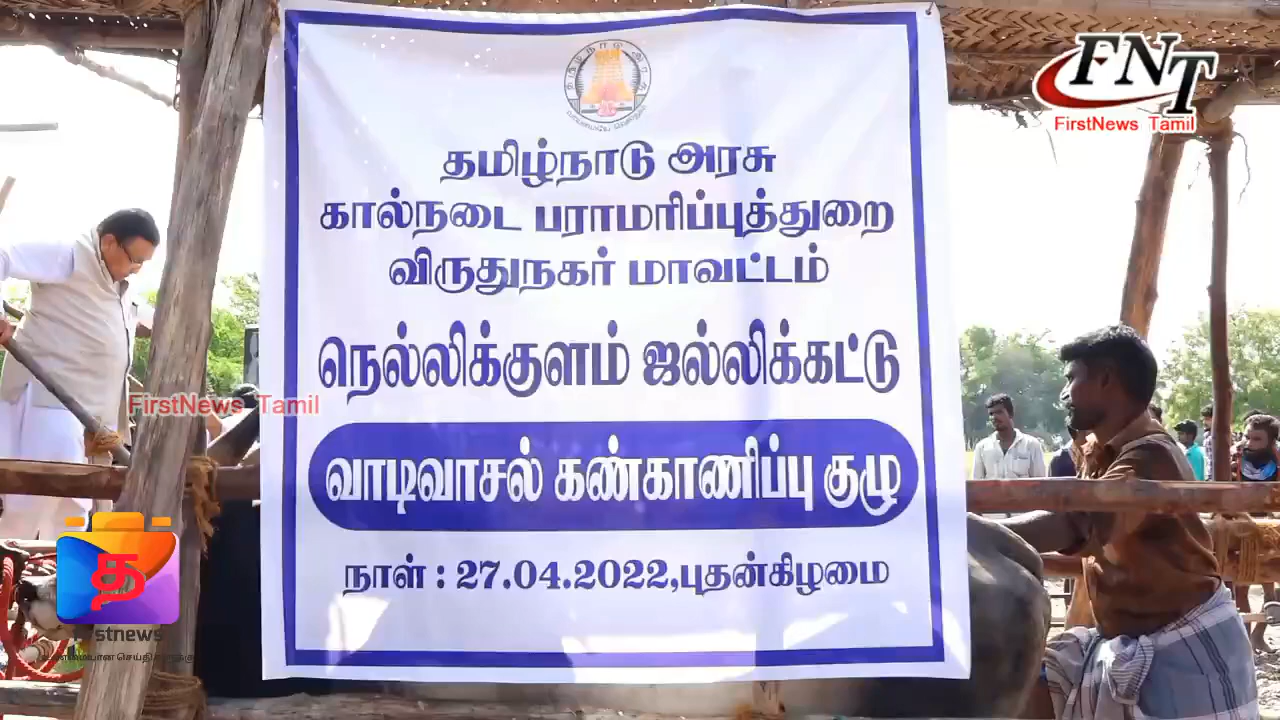 தமிழ்நாடு அரசு
கால்நடை பராமரிப்புத்துறை
விருதுநகர் மாவட்டம்
நெல்லிக்குளம் ஜல்லிக்கட்டு
வாடிவாசல் கண்காணிப்பு குழு
நாள் : 27.04.2022,புதன்கிழமை
FNT
FirstNews Tamil
FirstNews Tamil
த
firstnews